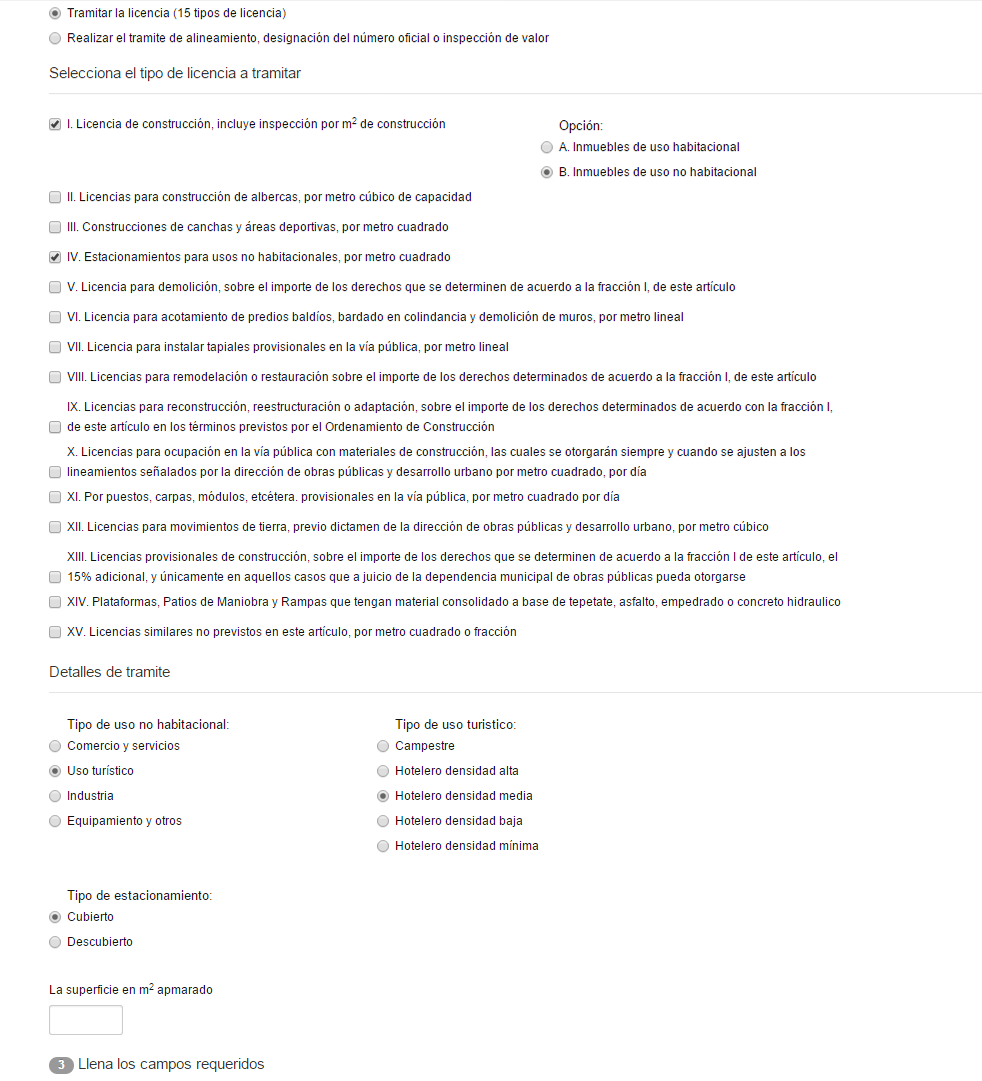 Tramitar la licencia (15 tipos de licencia)
Realizar el tramite de alineamiento, designación del número oficial o inspección de valor
Selecciona el tipo de licencia a tramitar
I. Licencia de construcción, incluye inspección por m² de construcción
Opción:
A. Inmuebles de uso habitacional
B. Inmuebles de uso no habitacional
II. Licencias para construcción de albercas, por metro cúbico de capacidad
III. Construcciones de canchas y áreas deportivas, por metro cuadrado
IV. Estacionamientos para usos no habitacionales, por metro cuadrado
V. Licencia para demolición, sobre el importe de los derechos que se determinen de acuerdo a la fracción I, de este artículo
VI. Licencia para acotamiento de predios baldíos, bardado en colindancia y demolición de muros, por metro lineal
VII. Licencia para instalar tapiales provisionales en la vía pública, por metro lineal
VIII. Licencias para remodelación o restauración sobre el importe de los derechos determinados de acuerdo a la fracción I, de este artículo
IX. Licencias para reconstrucción, reestructuración o adaptación, sobre el importe de los derechos determinados de acuerdo con la fracción I,
de este artículo en los términos previstos por el Ordenamiento de Construcción
X. Licencias para ocupación en la vía pública con materiales de construcción, las cuales se otorgarán siempre y cuando se ajusten a los
lineamientos señalados por la dirección de obras públicas y desarrollo urbano por metro cuadrado, por día
XI. Por puestos, carpas, módulos, etcétera. provisionales en la vía pública, por metro cuadrado por día
XII. Licencias para movimientos de tierra, previo dictamen de la dirección de obras públicas y desarrollo urbano, por metro cúbico
XIII. Licencias provisionales de construcción, sobre el importe de los derechos que se determinen de acuerdo a la fracción I de este artículo, el
15% adicional, y únicamente en aquellos casos que a juicio de la dependencia municipal de obras públicas pueda otorgarse
XIV. Plataformas, Patios de Maniobra y Rampas que tengan material consolidado a base de tepetate, asfalto, empedrado o concreto hidraulico
XV. Licencias similares no previstos en este artículo, por metro cuadrado o fracción
Detalles de tramite
Tipo de uso no habitacional:
Comercio y servicios
Uso turístico
Industria
Equipamiento y otros
Tipo de uso turistico:
Campestre
Hotelero densidad alta
Hotelero densidad media
Hotelero densidad baja
Hotelero densidad mínima
Tipo de estacionamiento:
Cubierto
Descubierto
La superficie en m² apmarado
3 Llena los campos requeridos